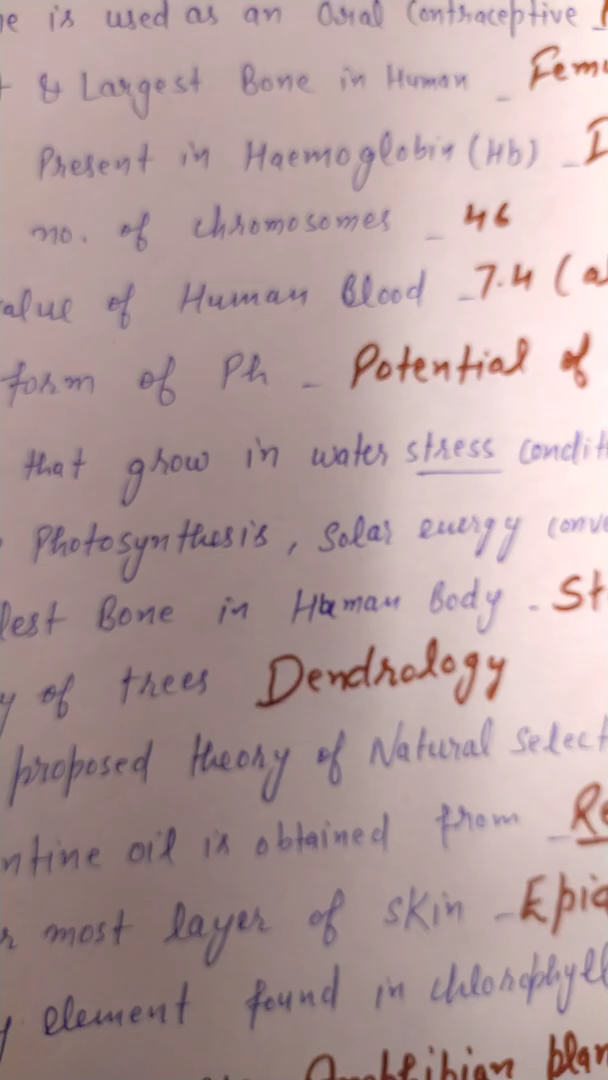 is used as an Oral Contraceptive
& Largest Bone in Human _ Femu
Present in Haemoglobin (Hb) _ I
no. of chromosomes _ 46
alue of Human Blood _ 7.4 (al
form of Ph _ Potential of
that grow in water stress condit
Photosynthesis, Solar energy conve
lest Bone in Human Body - St
y of trees Dendrology
proposed theory of Natural Select
ntine oil is obtained from _ Re
r most layer of skin - Epid
y element found in chlorophyll